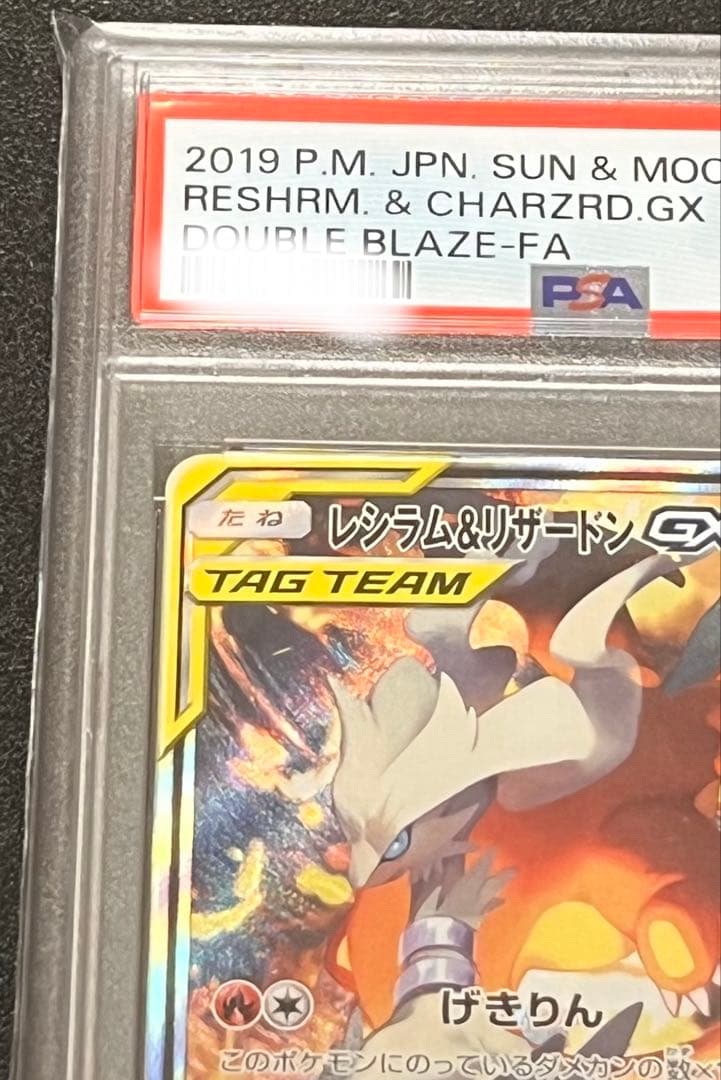 2019 P.M. JPN. SUN & MOO
RESHRM. & CHARZRD.GX
DOUBLE BLAZE-FA
PSA
たね
レシラム&リザードンGX
TAG TEAM
げきりん
このポケモンにのっているダメカンの数×